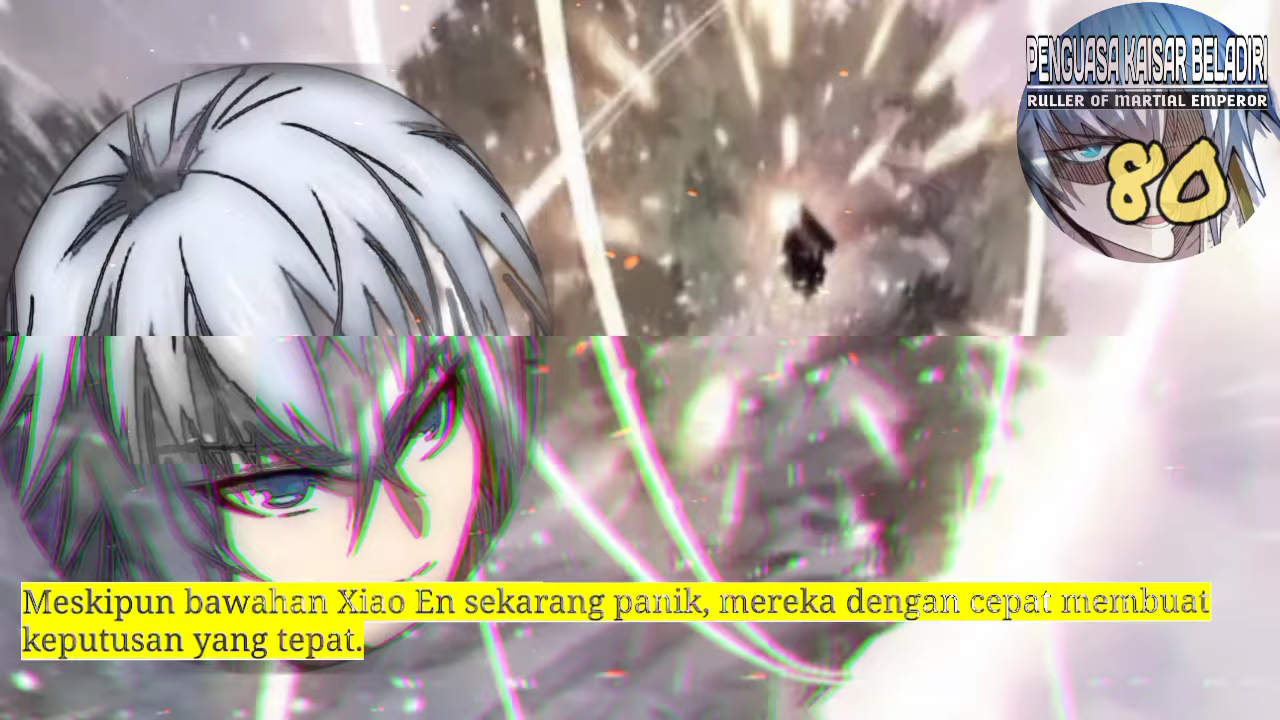 PENGUASA KAISAR BELADIRI
RULLER OF MARTIAL EMPEROR
80
Meskipun bawahan Xiao En sekarang panik, mereka dengan cepat membuat
keputusan yang tepat.